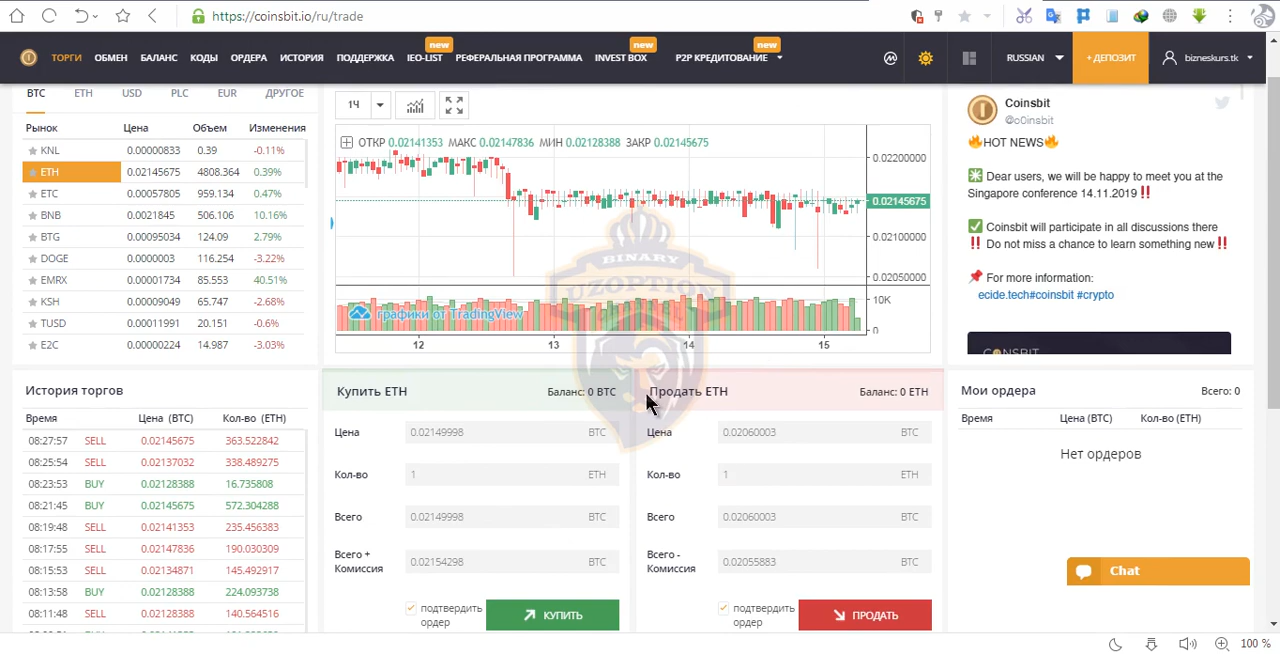 https://coinsbit.io/ru/trade
new new new
ТОРГИ ОБМЕН БАЛАНС КОДЫ ОРДЕРА ИСТОРИЯ ПОДДЕРЖКА IEO-LIST РЕФЕРАЛЬНАЯ ПРОГРАММА INVEST BOX P2P КРЕДИТОВАНИЕ RUSSIAN + ДЕПОЗИТ bizneskurs.tk
BTC ETH USD PLC EUR ДРУГОЕ
Рынок Цена Объем Изменения
KNL 0.00000833 0.39 -0.11%
ETH 0.02145675 4808.364 0.39%
ETC 0.00057805 959.134 0.47%
BNB 0.0021845 506.106 10.16%
BTG 0.00095034 124.09 2.79%
DOGE 0.0000003 116.254 -3.22%
EMRX 0.00001734 85.553 40.51%
KSH 0.00009049 65.747 -2.68%
TUSD 0.00011991 20.151 -0.6%
E2C 0.00000224 14.987 -3.03%
1Ч
ОТКР 0.02141353 МАКС 0.02147836 МИН 0.02128388 ЗАКР 0.02145675
0.02200000
0.02145675
0.02100000
0.02050000
10K
0
графики от TradingView
12 13 14 15
BINARY
UZOPTION
Coinsbit
@o0insbit
HOT NEWS
Dear users, we will be happy to meet you at the
Singapore conference 14.11.2019
Coinsbit will participate in all discussions there
Do not miss a chance to learn something new
For more information:
ecide.tech#coinsbit #crypto
COINSBIT
История торгов
Время Цена (BTC) Кол-во (ETH)
08:27:57 SELL 0.02145675 363.522842
08:25:54 SELL 0.02137032 338.489275
08:23:53 BUY 0.02128388 16.735808
08:21:45 BUY 0.02145675 572.304288
08:19:48 SELL 0.02141353 235.456383
08:17:55 SELL 0.02147836 190.030309
08:15:53 SELL 0.02134871 145.492917
08:13:58 BUY 0.02128388 224.093738
08:11:48 SELL 0.02128388 140.564516
Купить ETH Баланс: 0 BTC
Цена 0.02149998 BTC
Кол-во 1 ETH
Всего 0.02149998 BTC
Всего +
Комиссия 0.02154298 BTC
подтвердить
ордер
КУПИТЬ
Продать ETH Баланс: 0 ETH
Цена 0.02060003 BTC
Кол-во 1 ETH
Всего 0.02060003 BTC
Всего -
Комиссия 0.02055883 BTC
подтвердить
ордер
ПРОДАТЬ
Мои ордера Всего: 0
Время Цена (BTC) Кол-во (ETH)
Нет ордеров
Chat
100 %